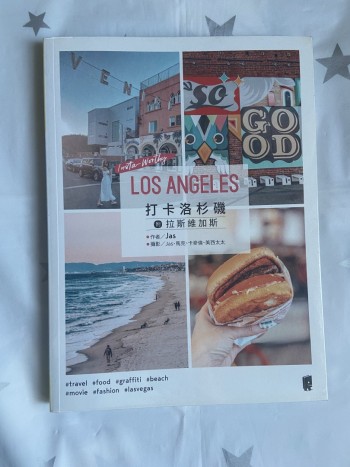 VENI
SO
GOOD
Insta-Worthy
LOS ANGELES
打卡洛杉磯
和 拉斯維加斯
●作者／Jas
#travel #food #graffiti #beach
#movie #fashion #lasvegas